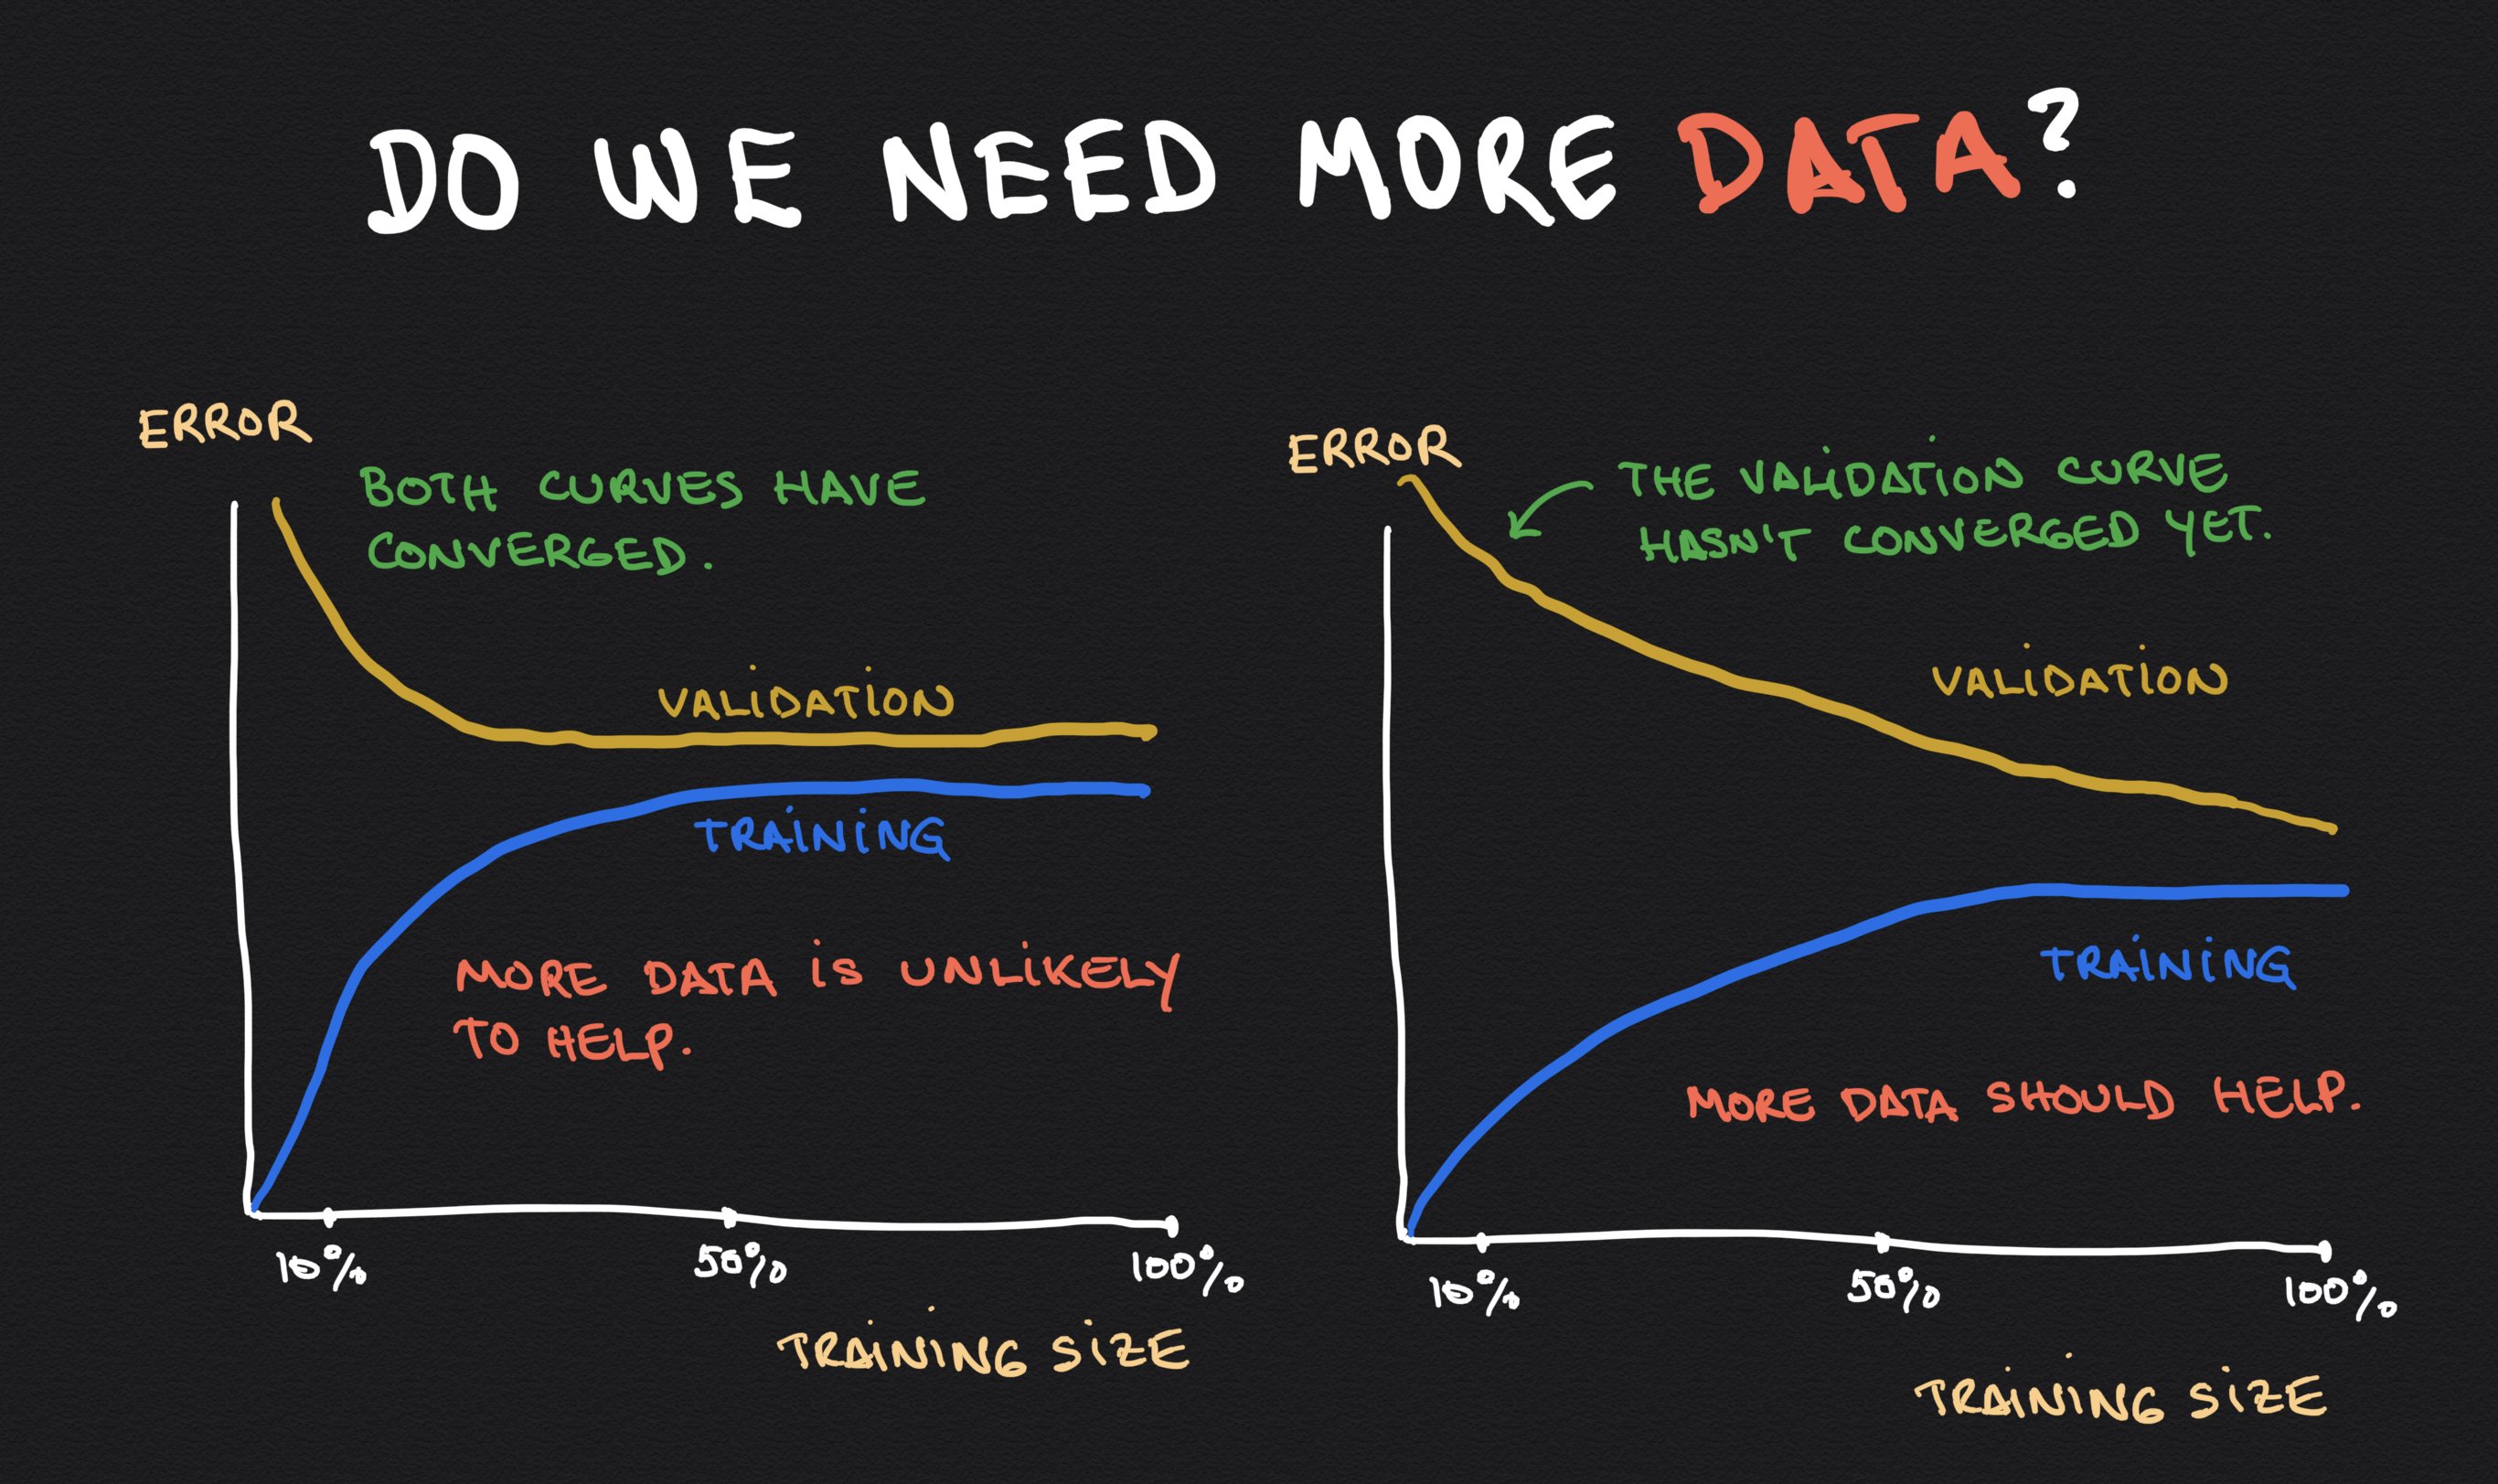 DO WE NEED MORE DATA?
ERROR
BOTH CURVES HAVE
CONVERGED.
VALIDATION
TRAINING
MORE DATA IS UNLIKELY
TO HELP.
10%
50%
100%
TRAINING SIZE
ERROR
THE VALIDATION CURVE
HASN'T CONVERGED YET.
VALIDATION
TRAINING
MORE DATA SHOULD HELP.
10%
50%
100%
TRAINING SIZE